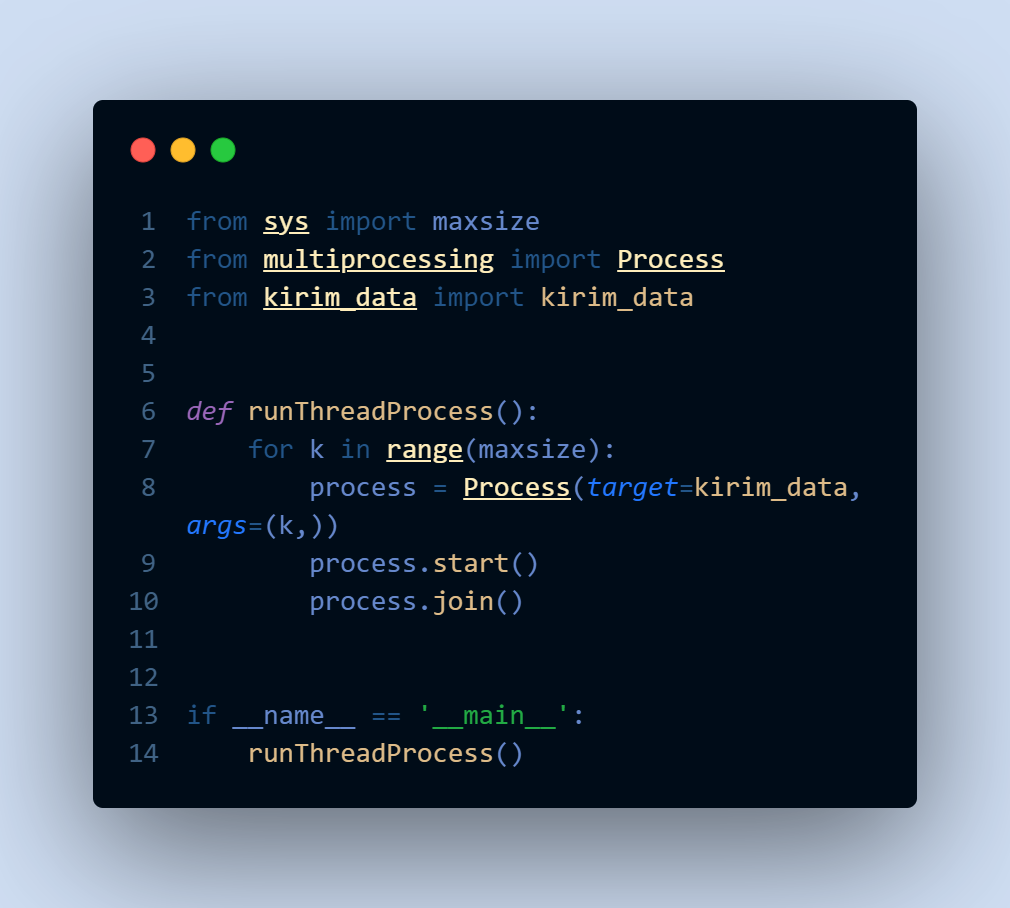 1 from sys import maxsize
2 from multiprocessing import Process
3 from kirim_data import kirim_data
4
5
6 def runThreadProcess():
7     for k in range(maxsize):
8         process = Process(target=kirim_data,
args=(k,))
9         process.start()
10         process.join()
11
12
13 if __name__ == '__main__':
14     runThreadProcess()